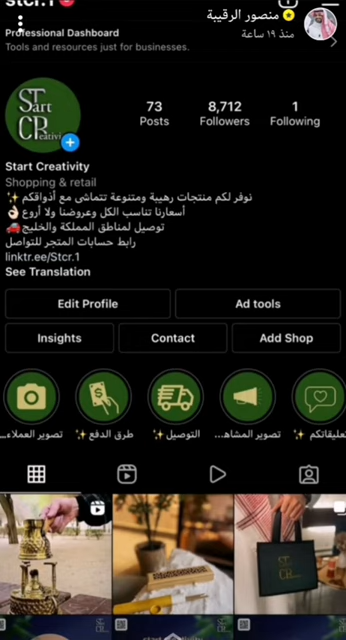 stcr.1
منصور الرقيبة
منذ ١٩ ساعة
Professional Dashboard
Tools and resources just for businesses.
START
CREATIVITY
73
8,712
1
Posts
Followers
Following
Start Creativity
Shopping & retail
نوفر لكم منتجات رهيبة ومتنوعة تتماشى مع أذواقكم ✨
أسعارنا تناسب الكل وعروضنا ولا أروع 👌🏻
توصيل لمناطق المملكة والخليج 🚗
رابط حسابات المتجر للتواصل
linktr.ee/Stcr.1
See Translation
Edit Profile
Ad tools
Insights
Contact
Add Shop
تصوير العملاء...
طرق الدفع ✨
التوصيل ✨
تصوير المشاهـ...
تعليقاتكم ✨